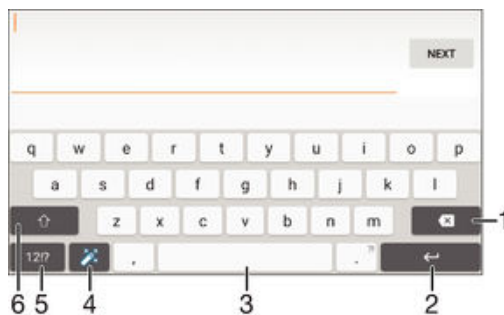 NEXT
q w e r t y u i o p
a s d f g h j k l
z x c v b n m 1
12!? , . ?!
6 5 4 3 2